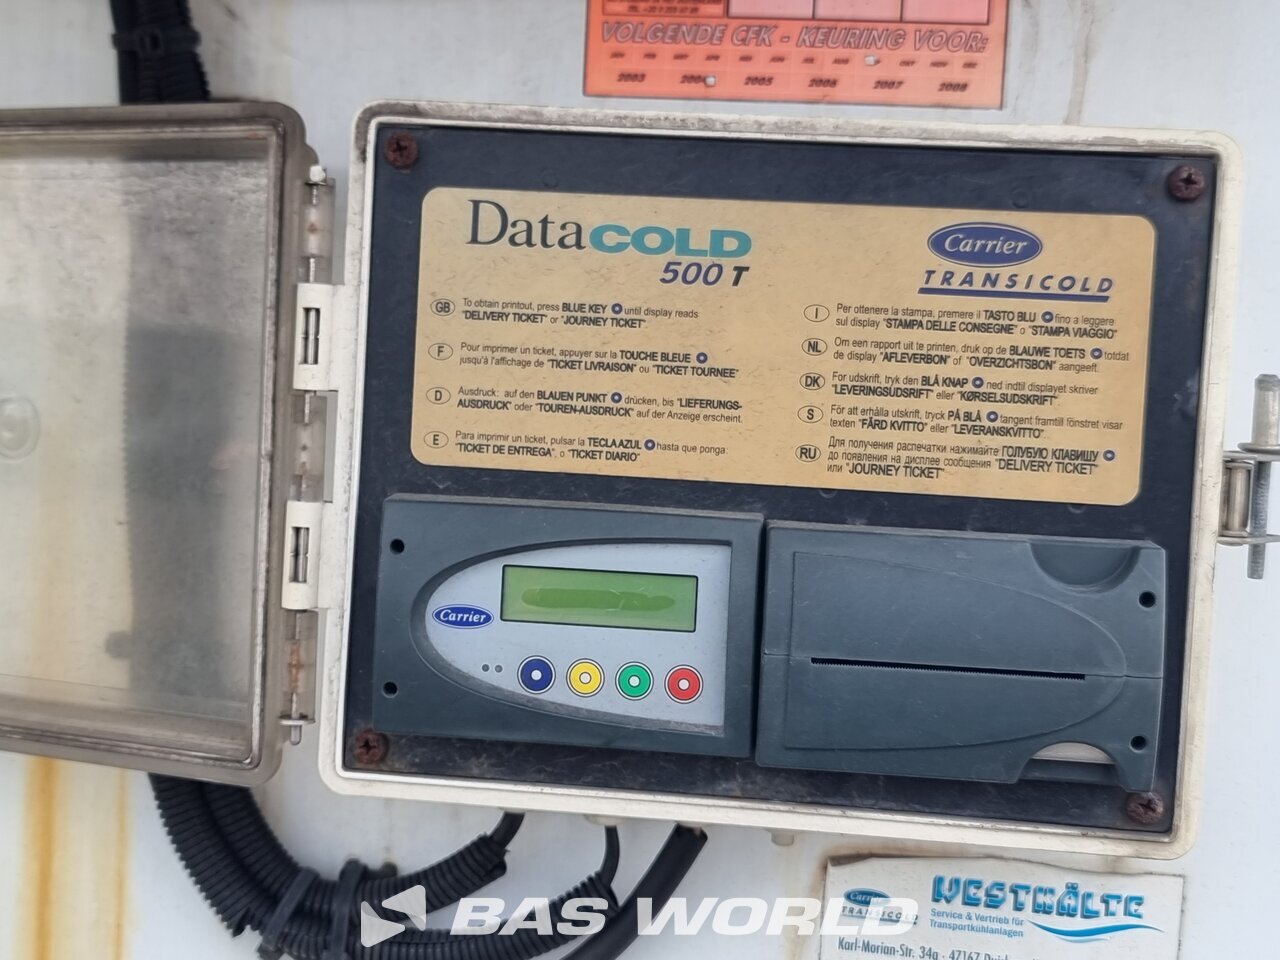 VOLGENDE CFK - KEURING VOOR:
2003 2004 2005 2006 2007 2008
DataCOLD
500 T
Carrier
TRANSICOLD
GB To obtain printout, press BLUE KEY until display reads
"DELIVERY TICKET" or "JOURNEY TICKET"
F Pour imprimer un ticket, appuyer sur la TOUCHE BLEUE
jusqu'à l'affichage de "TICKET LIVRAISON" ou "TICKET TOURNEE"
D Ausdruck: auf den BLAUEN PUNKT drücken, bis "LIEFERUNGS-
AUSDRUCK" oder "TOUREN-AUSDRUCK" auf der Anzeige erscheint.
E Para imprimir un ticket, pulsar la TECLA AZUL hasta que ponga:
"TICKET DE ENTREGA", o "TICKET DIARIO"
I Per ottenere la stampa, premere il TASTO BLU fino a leggere
sul display "STAMPA DELLE CONSEGNE" o "STAMPA VIAGGIO"
NL Om een rapport uit te printen, druk op de BLAUWE TOETS totdat
de display "AFLEVERBON" of "OVERZICHTSBON" aangeeft.
DK For udskrift, tryk den BLÅ KNAP ned indtil displayet skriver
"LEVERINGSUDSRIFT" eller "KØRSELSUDSKRIFT".
S För att erhålla utskrift, tryck PÅ BLÅ tangent framtill fönstret visar
texten "FÄRD KVITTO" eller "LEVERANSKVITTO"
RU Для получения распечатки нажимайте ГОЛУБУЮ КЛАВИШУ
до появления на дисплее сообщения "DELIVERY TICKET"
или "JOURNEY TICKET"
Carrier
BAS WORLD
Carrier
TRANSICOLD
WESTKÄLTE
Service & Vertrieb für
Transportkühlanlagen
Karl-Morian-Str. 34g · 47167